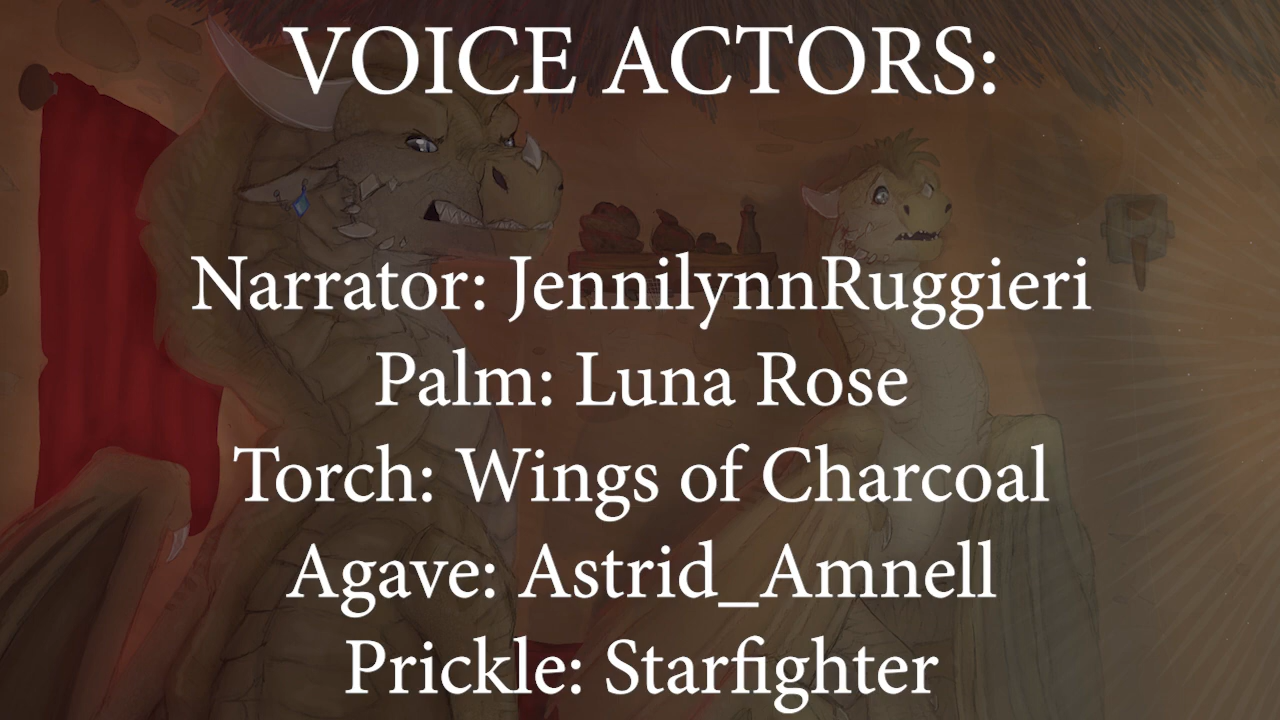 VOICE ACTORS:
Narrator: JennilynnRuggieri
Palm: Luna Rose
Torch: Wings of Charcoal
Agave: Astrid_Amnell
Prickle: Starfighter